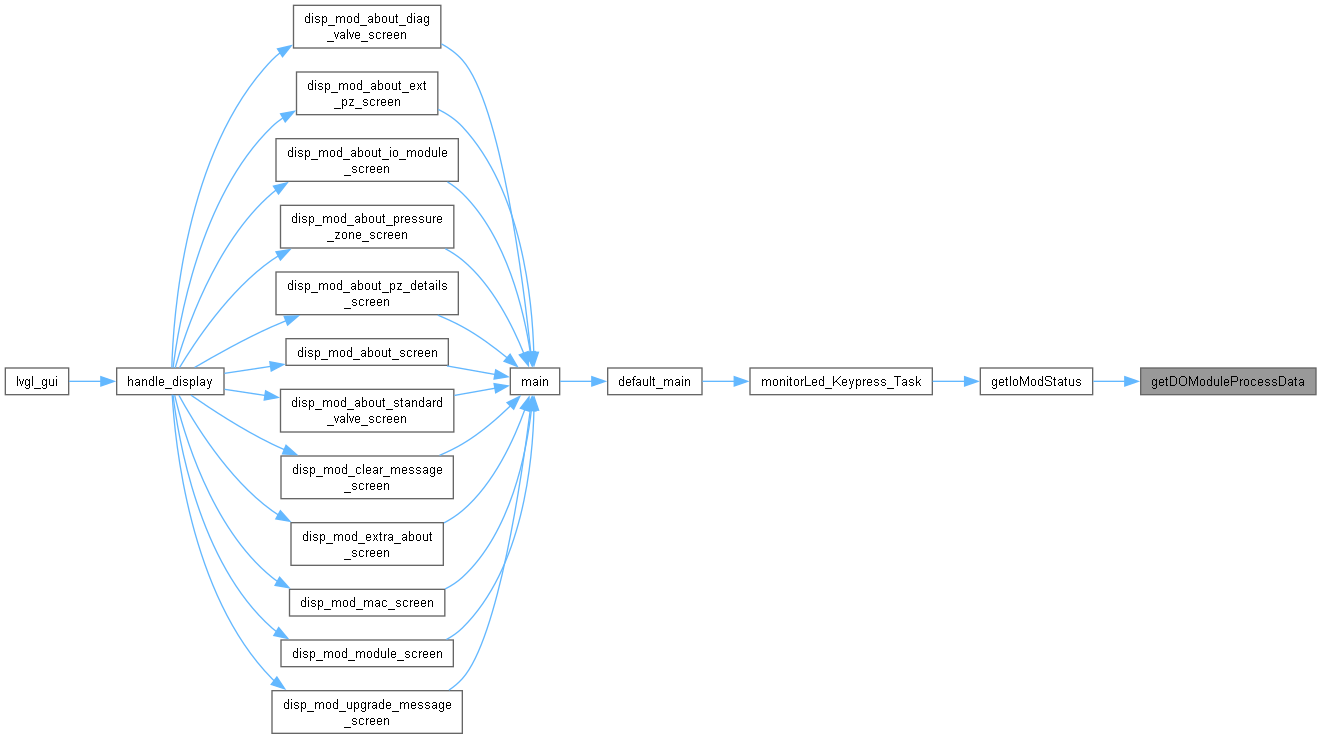 lvgl_gui
handle_display
disp_mod_about_diag
_valve_screen
disp_mod_about_ext
_pz_screen
disp_mod_about_io_module
_screen
disp_mod_about_pressure
_zone_screen
disp_mod_about_pz_details
_screen
disp_mod_about_screen
disp_mod_about_standard
_valve_screen
disp_mod_clear_message
_screen
disp_mod_extra_about
_screen
disp_mod_mac_screen
disp_mod_module_screen
disp_mod_upgrade_message
_screen
main
default_main
monitorLed_Keypress_Task
getIoModStatus
getDOModuleProcessData